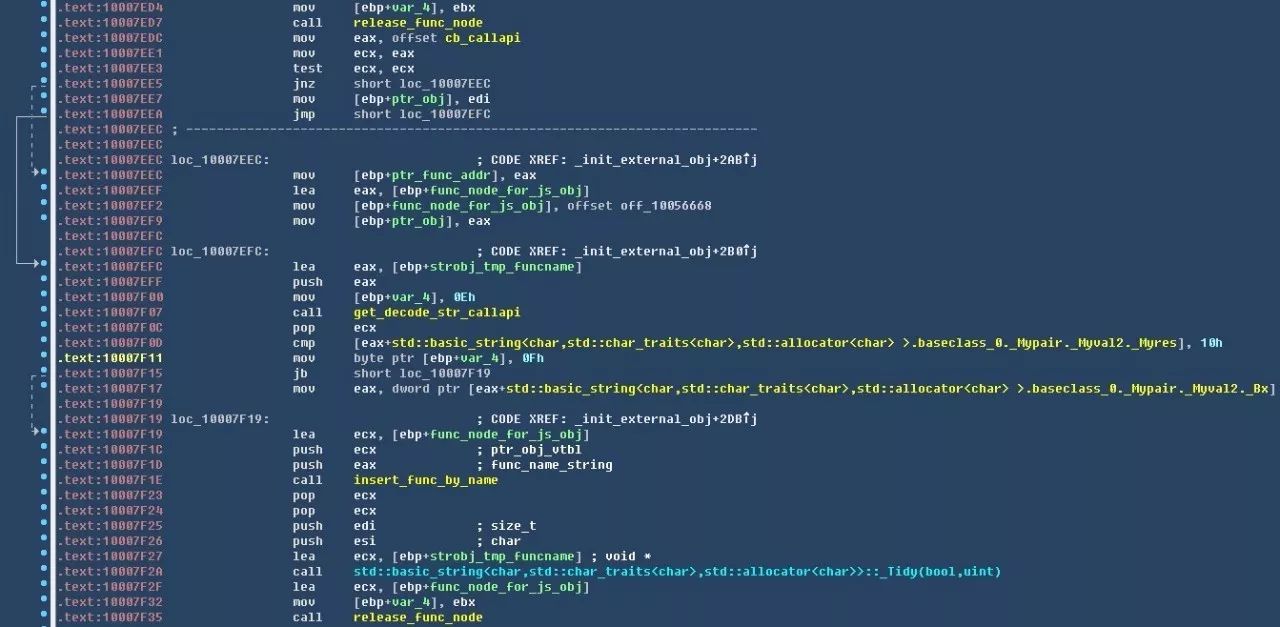 .text:10007ED4 mov [ebp+var_4], ebx
.text:10007ED7 call release_func_node
.text:10007EDC mov eax, offset cb_callapi
.text:10007EE1 mov ecx, eax
.text:10007EE3 test ecx, ecx
.text:10007EE5 jnz short loc_10007EEC
.text:10007EE7 mov [ebp+ptr_obj], edi
.text:10007EEA jmp short loc_10007EFC
.text:10007EEC ; ---------------------------------------------------------------------------
.text:10007EEC
.text:10007EEC loc_10007EEC: ; CODE XREF: _init_external_obj+2AB↑j
.text:10007EEC mov [ebp+ptr_func_addr], eax
.text:10007EEF lea eax, [ebp+func_node_for_js_obj]
.text:10007EF2 mov [ebp+func_node_for_js_obj], offset off_10056668
.text:10007EF9 mov [ebp+ptr_obj], eax
.text:10007EFC
.text:10007EFC loc_10007EFC: ; CODE XREF: _init_external_obj+2B0↑j
.text:10007EFC lea eax, [ebp+strobj_tmp_funcname]
.text:10007EFF push eax
.text:10007F00 mov [ebp+var_4], 0Eh
.text:10007F07 call get_decode_str_callapi
.text:10007F0C pop ecx
.text:10007F0D cmp [eax+std::basic_string<char,std::char_traits<char>,std::allocator<char> >.baseclass_0._Mypair._Myval2._Myres], 10h
.text:10007F11 mov byte ptr [ebp+var_4], 0Fh
.text:10007F15 jb short loc_10007F19
.text:10007F17 mov eax, dword ptr [eax+std::basic_string<char,std::char_traits<char>,std::allocator<char> >.baseclass_0._Mypair._Myval2._Bx]
.text:10007F19
.text:10007F19 loc_10007F19: ; CODE XREF: _init_external_obj+2DB↑j
.text:10007F19 lea ecx, [ebp+func_node_for_js_obj]
.text:10007F1C push ecx ; ptr_obj_vtbl
.text:10007F1D push eax ; func_name_string
.text:10007F1E call insert_func_by_name
.text:10007F23 pop ecx
.text:10007F24 pop ecx
.text:10007F25 push edi ; size_t
.text:10007F26 push esi ; char
.text:10007F27 lea ecx, [ebp+strobj_tmp_funcname] ; void *
.text:10007F2A call std::basic_string<char,std::char_traits<char>,std::allocator<char>>::_Tidy(bool,uint)
.text:10007F2F lea ecx, [ebp+func_node_for_js_obj]
.text:10007F32 mov [ebp+var_4], ebx
.text:10007F35 call release_func_node